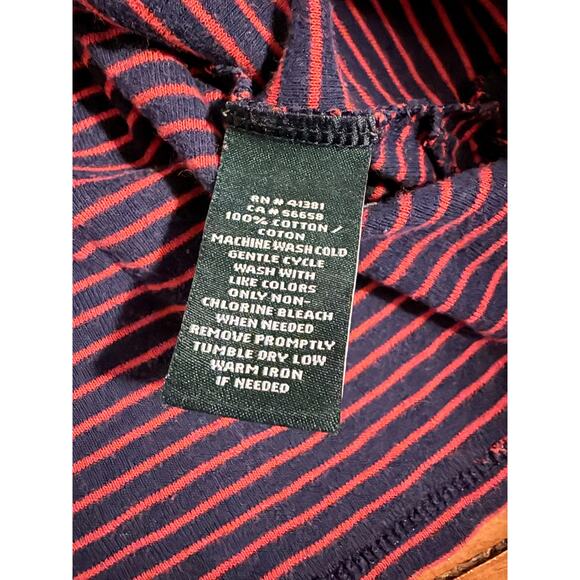 RN # 41381
CA # 56658
100% COTTON /
COTON
MACHINE WASH COLD
GENTLE CYCLE
WASH WITH
LIKE COLORS
ONLY NON-
CHLORINE BLEACH
WHEN NEEDED
REMOVE PROMPTLY
TUMBLE DRY LOW
WARM IRON
IF NEEDED